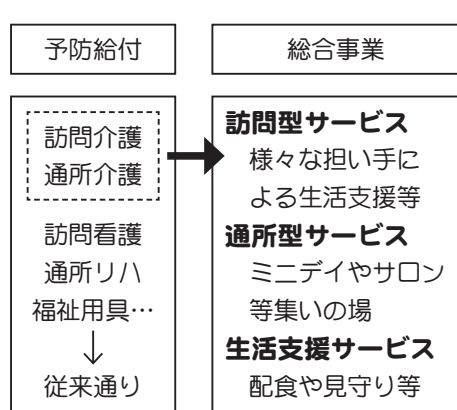 予防給付
総合事業
訪問介護
通所介護
訪問看護
通所リハ
福祉用具…
↓
従来通り
訪問型サービス
様々な担い手に
よる生活支援等
通所型サービス
ミニデイやサロン
等集いの場
生活支援サービス
配食や見守り等